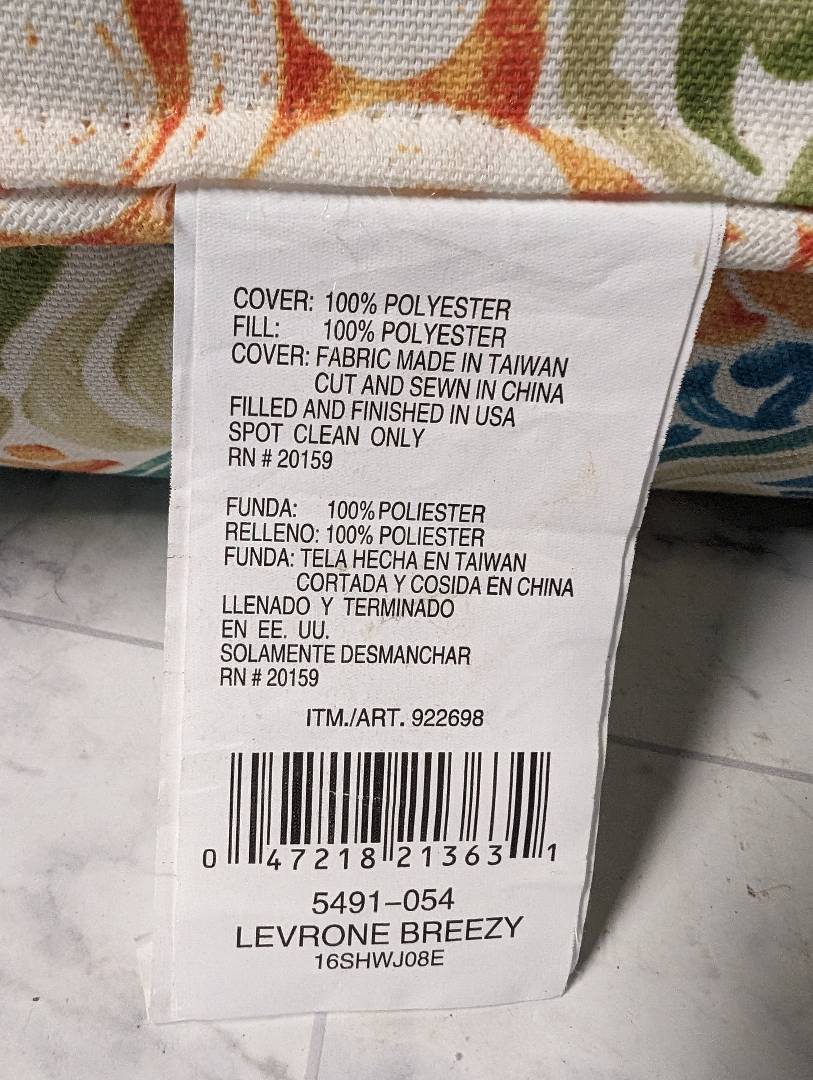 COVER: 100% POLYESTER
FILL: 100% POLYESTER
COVER: FABRIC MADE IN TAIWAN
CUT AND SEWN IN CHINA
FILLED AND FINISHED IN USA
SPOT CLEAN ONLY
RN # 20159
FUNDA: 100% POLIESTER
RELLENO: 100% POLIESTER
FUNDA: TELA HECHA EN TAIWAN
CORTADA Y COSIDA EN CHINA
LLENADO Y TERMINADO
EN EE. UU.
SOLAMENTE DESMANCHAR
RN # 20159
ITM./ART. 922698
0 47218 21363 1
5491-054
LEVRONE BREEZY
16SHWJ08E